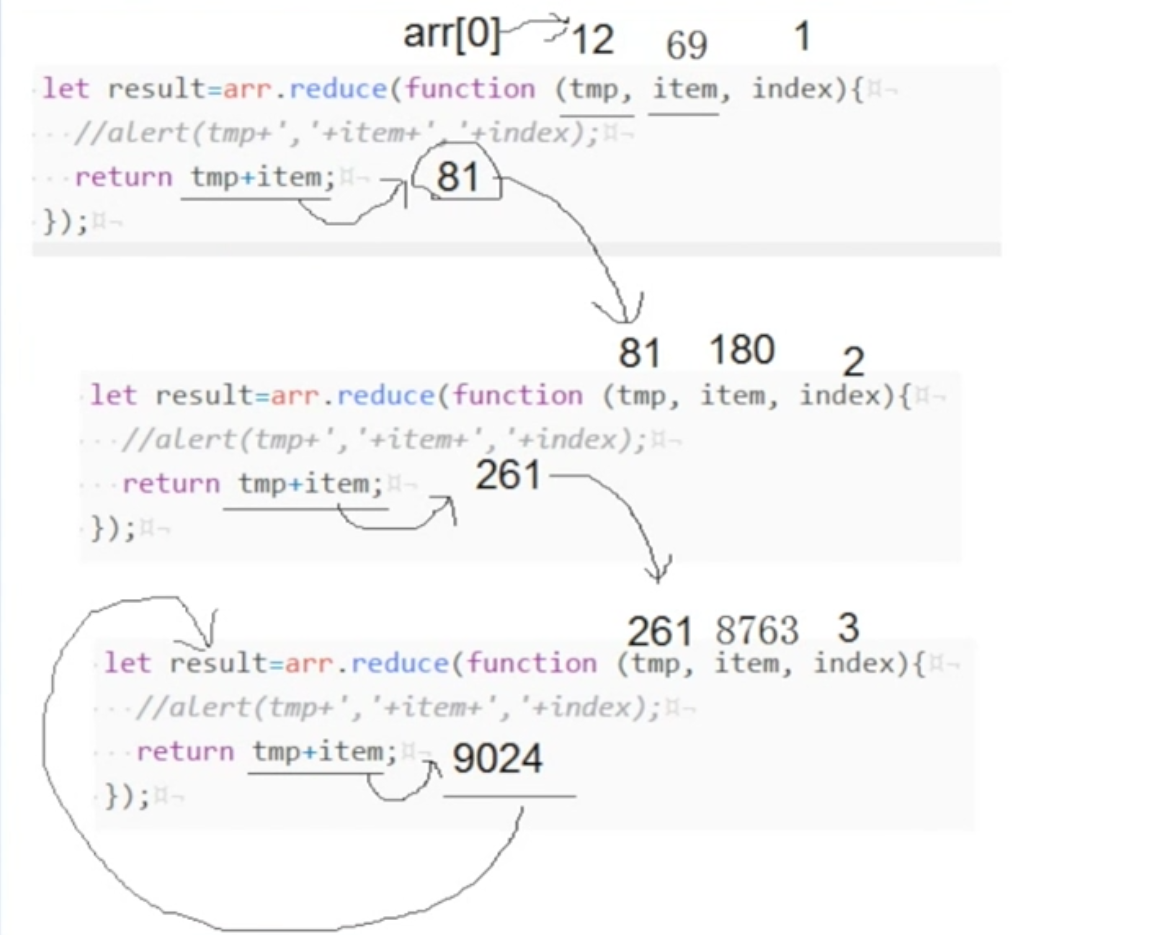 arr[0] 12 69 1
let result=arr.reduce(function (tmp, item, index){¤¬
//alert(tmp+','+item+','+index);¤¬
return tmp+item;¤¬ 81
});¤¬
81 180 2
let result=arr.reduce(function (tmp, item, index){¤¬
//alert(tmp+','+item+','+index);¤¬
return tmp+item;¤¬ 261
});¤¬
261 8763 3
let result=arr.reduce(function (tmp, item, index){¤¬
//alert(tmp+','+item+','+index);¤¬
return tmp+item;¤¬ 9024
});¤¬